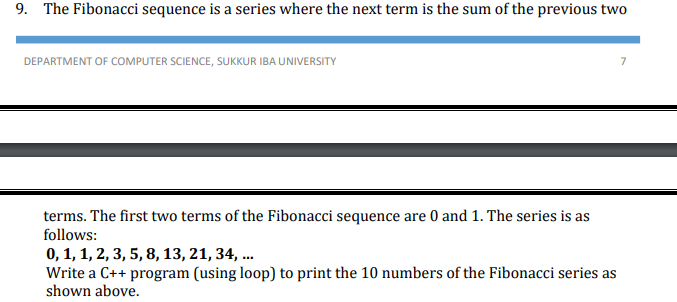 9. The Fibonacci sequence is a series where the next term is the sum of the previous two
DEPARTMENT OF COMPUTER SCIENCE, SUKKUR IBA UNIVERSITY 7
terms. The first two terms of the Fibonacci sequence are 0 and 1. The series is as
follows:
0, 1, 1, 2, 3, 5, 8, 13, 21, 34, ...
Write a C++ program (using loop) to print the 10 numbers of the Fibonacci series as
shown above.